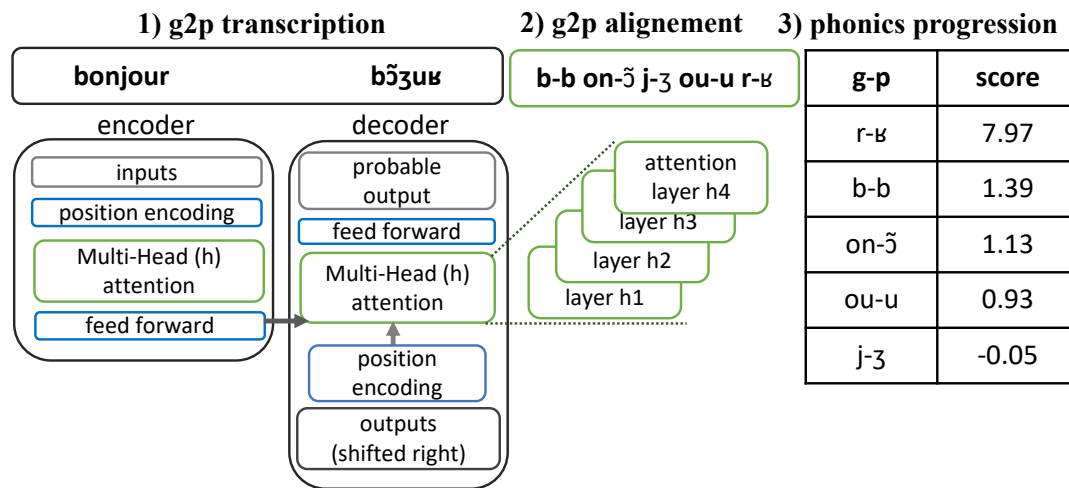 1) g2p transcription
2) g2p alignement
3) phonics progression
bonjour
bɔ̃ʒuʁ
b-b on-ɔ̃ j-ʒ ou-u r-ʁ
encoder
inputs
position encoding
Multi-Head (h)
attention
feed forward
decoder
probable
output
feed forward
Multi-Head (h)
attention
position
encoding
outputs
(shifted right)
attention
layer h4
layer h3
layer h2
layer h1
g-p score
r-ʁ 7.97
b-b 1.39
on-ɔ̃ 1.13
ou-u 0.93
j-ʒ -0.05